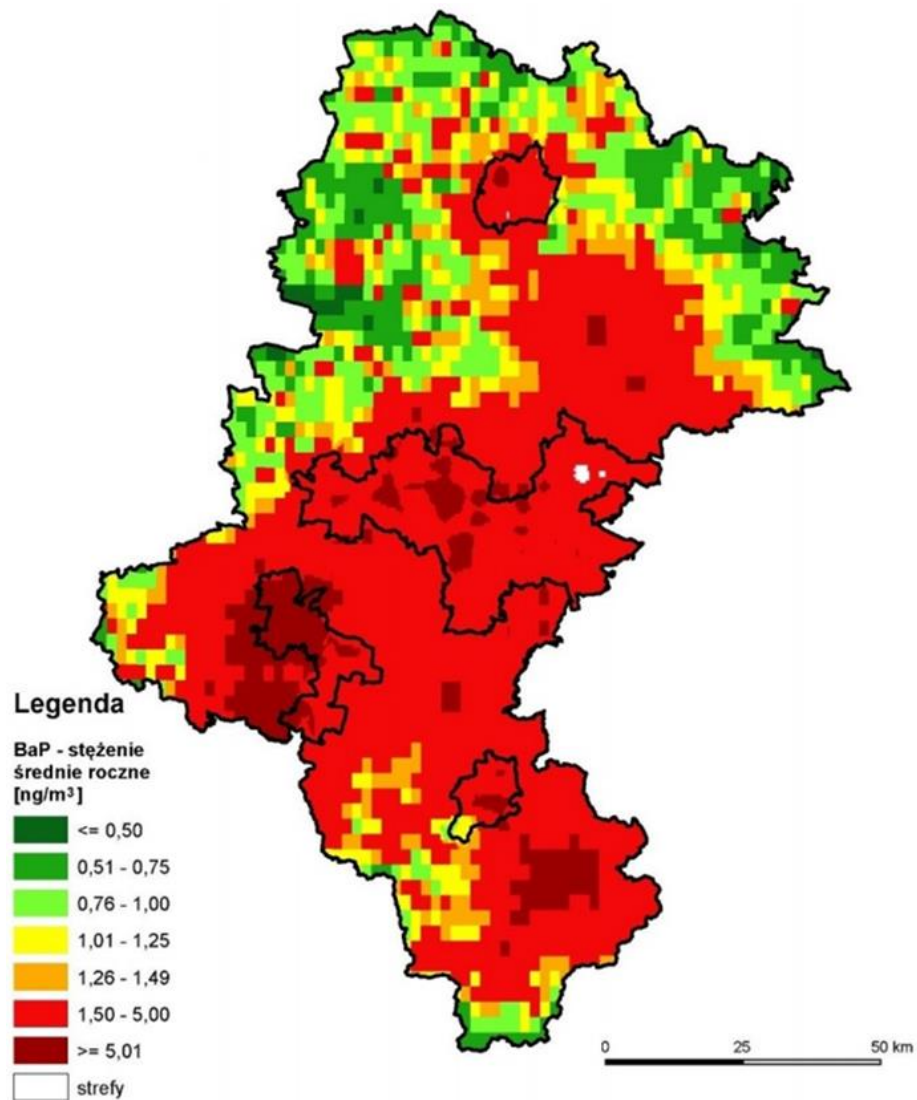 Legenda
BaP - stężenie
średnie roczne
[ng/m³]
<= 0,50
0,51 - 0,75
0,76 - 1,00
1,01 - 1,25
1,26 - 1,49
1,50 - 5,00
>= 5,01
strefy
0 25 50 km